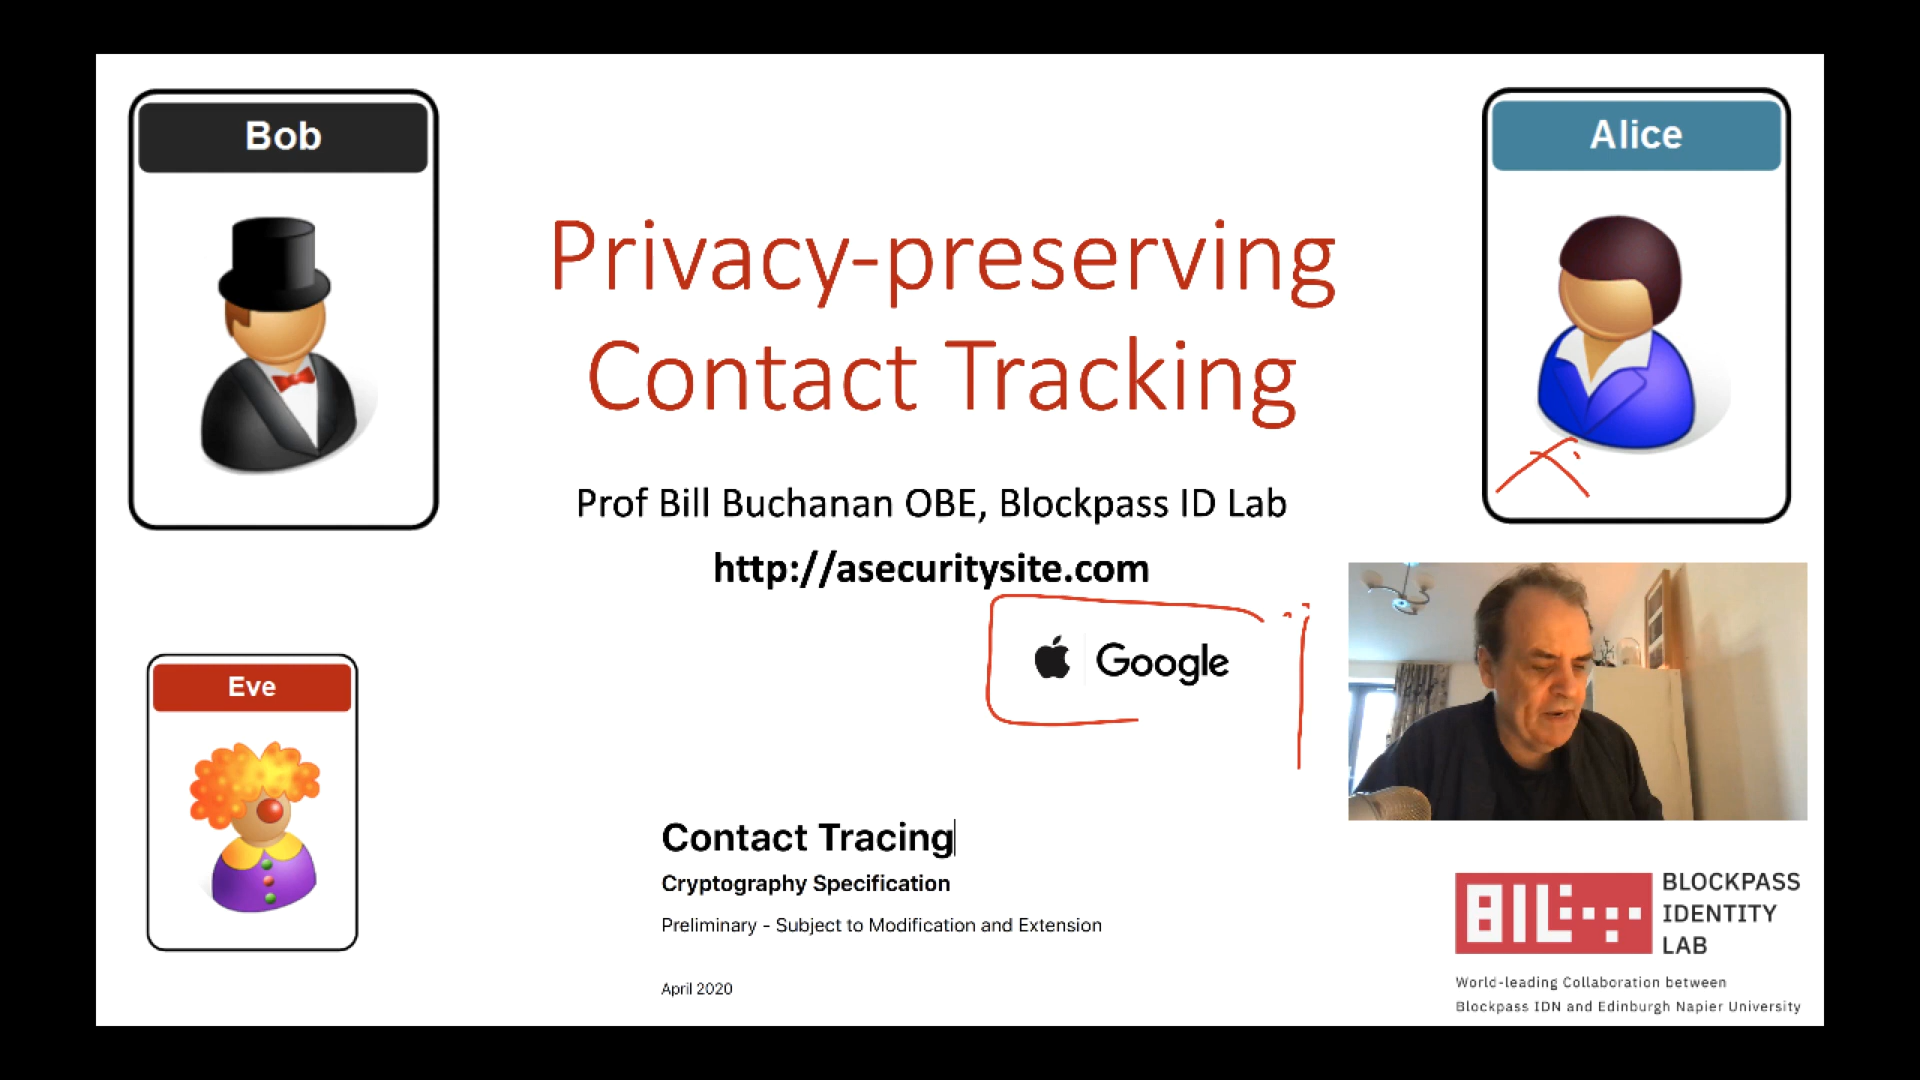 Bob
Alice
Privacy-preserving
Contact Tracking
Prof Bill Buchanan OBE, Blockpass ID Lab
http://asecuritysite.com
Google
Eve
Contact Tracing
Cryptography Specification
Preliminary - Subject to Modification and Extension
April 2020
BIL
BLOCKPASS
IDENTITY
LAB
World-leading Collaboration between
Blockpass IDN and Edinburgh Napier University